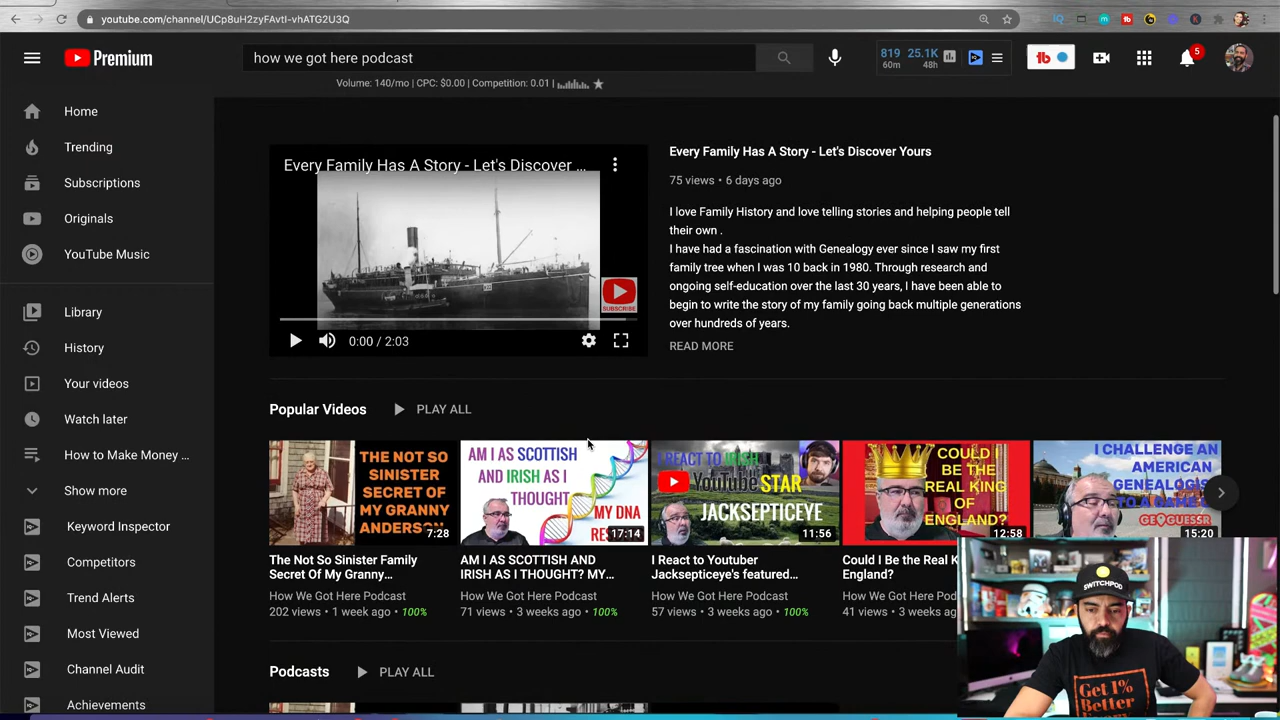 youtube.com/channel/UCp8uH2zyFAvtI-vhATG2U3Q
Premium
how we got here podcast
819 25.1K
60m 48h
tb
5
Volume: 140/mo | CPC: $0.00 | Competition: 0.01 |
Home
Trending
Subscriptions
Originals
YouTube Music
Library
History
Your videos
Watch later
How to Make Money ...
Show more
Keyword Inspector
Competitors
Trend Alerts
Most Viewed
Channel Audit
Achievements
Every Family Has A Story - Let's Discover ...
SUBSCRIBE
0:00 / 2:03
Every Family Has A Story - Let's Discover Yours
75 views • 6 days ago
I love Family History and love telling stories and helping people tell
their own .
I have had a fascination with Genealogy ever since I saw my first
family tree when I was 10 back in 1980. Through research and
ongoing self-education over the last 30 years, I have been able to
begin to write the story of my family going back multiple generations
over hundreds of years.
READ MORE
Popular Videos
PLAY ALL
THE NOT SO
SINISTER
SECRET OF
MY GRANNY
ANDERSON
7:28
The Not So Sinister Family
Secret Of My Granny...
How We Got Here Podcast
202 views • 1 week ago • 100%
AM I AS SCOTTISH
AND IRISH AS I
THOUGHT
MY DNA
17:14
AM I AS SCOTTISH AND
IRISH AS I THOUGHT? MY...
How We Got Here Podcast
71 views • 3 weeks ago • 100%
I REACT TO IRISH
YouTube STAR
JACKSEPTICEYE
11:56
I React to Youtuber
Jacksepticeye's featured...
How We Got Here Podcast
57 views • 3 weeks ago • 100%
COULD I
BE THE
REAL KING
OF
ENGLAND?
12:58
Could I Be the Real K
England?
How We Got Here Podcast
41 views • 3 weeks ago
I CHALLENGE AN
AMERICAN
GENEALOGIST
TO A GAME
GEOGUESSR
15:20
Podcasts
PLAY ALL
SWITCHPOD
Get 1%
Better